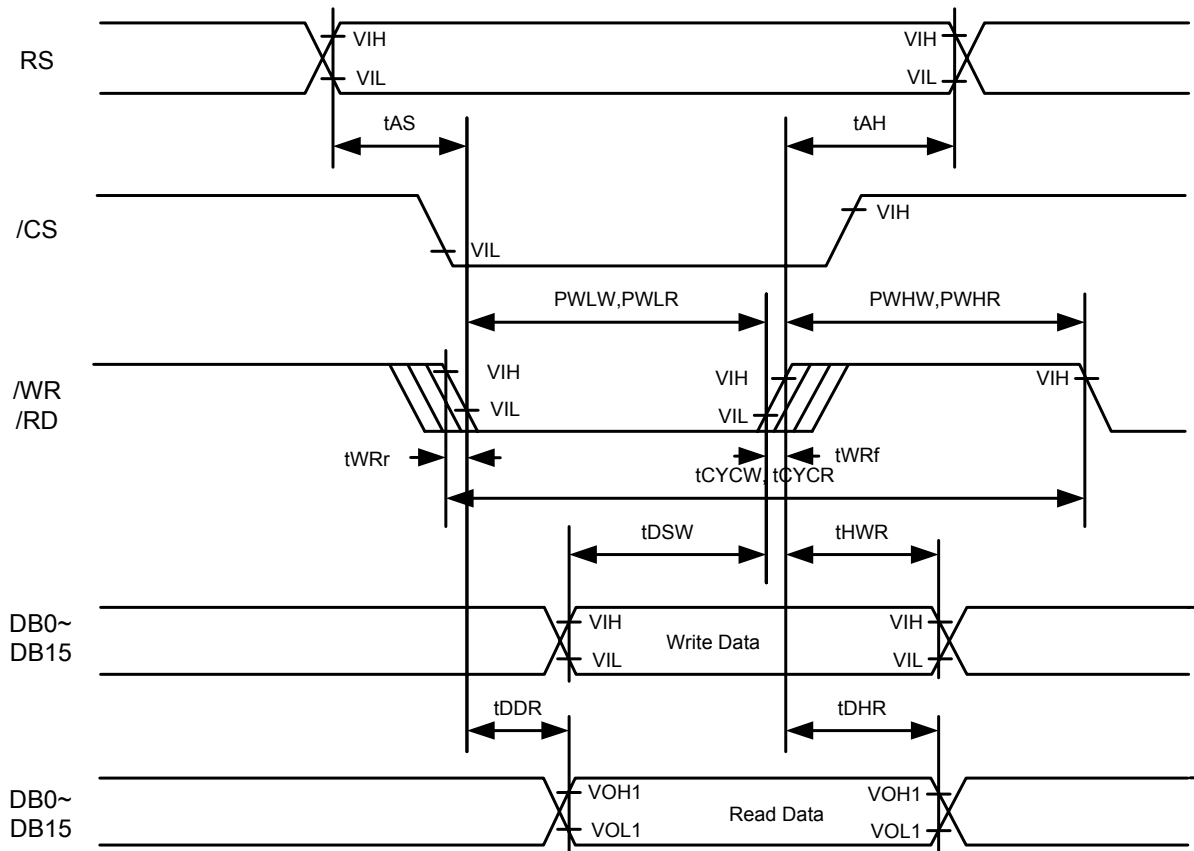 RS
VIH
VIH
VIL
VIL
tAS
tAH
/CS
VIH
VIL
PWLW,PWLR
PWHW,PWHR
/WR
/RD
VIH
VIH
VIH
VIL
VIL
tWRr
tWRf
tCYCW, tCYCR
tDSW
tHWR
DB0~
DB15
VIH
VIH
Write Data
VIL
VIL
tDDR
tDHR
DB0~
DB15
VOH1
VOH1
Read Data
VOL1
VOL1